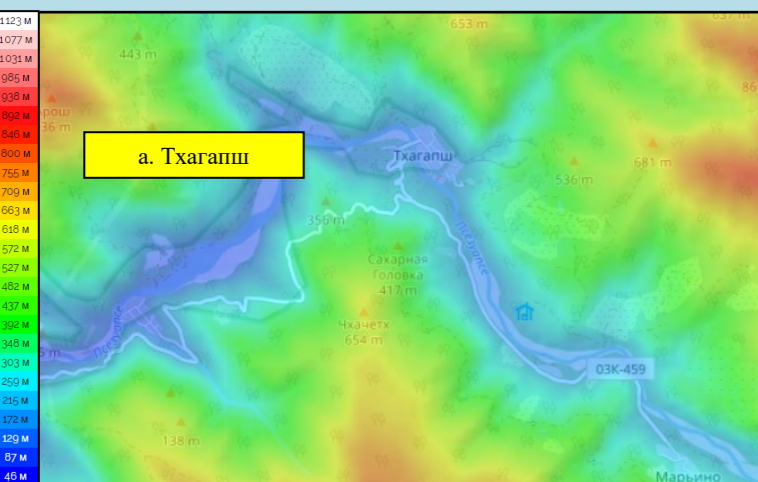 1123 м
1077 м
1031 м
985 м
938 м
892 м
846 м
800 м
755 м
709 м
663 м
618 м
572 м
527 м
482 м
437 м
392 м
348 м
303 м
259 м
215 м
172 м
129 м
87 м
46 м
653 m
443 m
а. Тхагапш
Тхагапш
681 m
536 m
356 m
Сахарная
Головка
417 m
Чхачетх
654 m
03К-459
138 m
Марьино